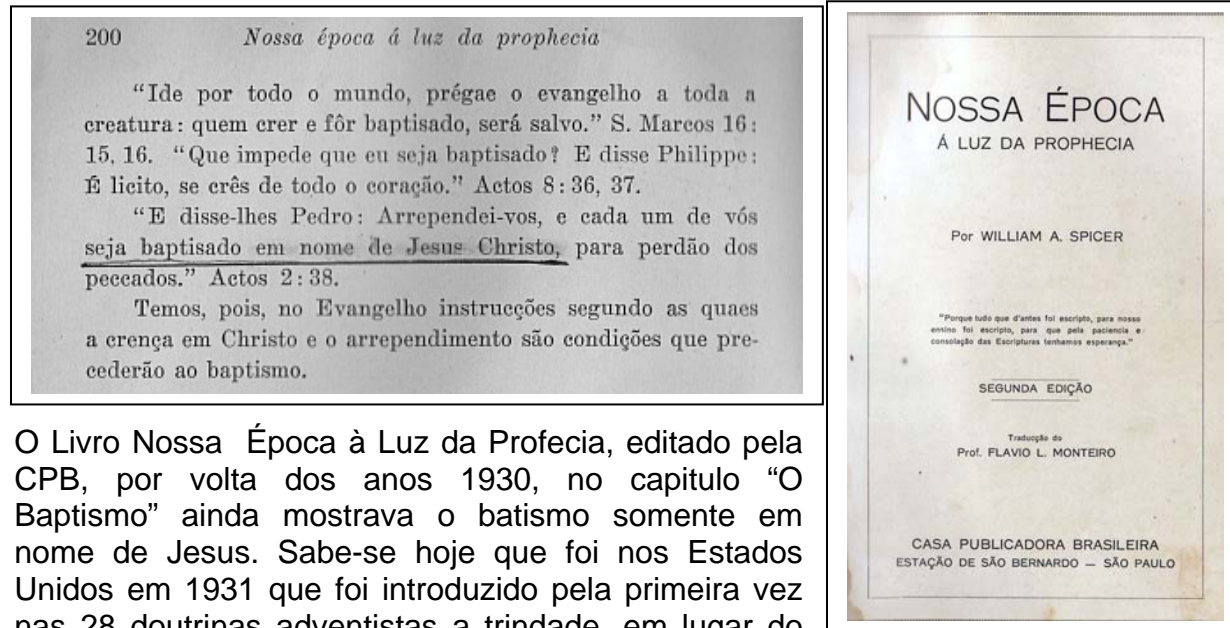 200 Nossa época á luz da prophecia
“Ide por todo o mundo, prégae o evangelho a toda a
creatura: quem crer e fôr baptisado, será salvo.” S. Marcos 16:
15, 16. “Que impede que eu seja baptisado? E disse Philippe:
É licito, se crês de todo o coração.” Actos 8: 36, 37.
“E disse-lhes Pedro: Arrependei-vos, e cada um de vós
seja baptisado em nome de Jesus Christo, para perdão dos
peccados.” Actos 2: 38.
Temos, pois, no Evangelho instrucções segundo as quaes
a crença em Christo e o arrependimento são condições que pre-
cederão ao baptismo.
O Livro Nossa Época à Luz da Profecia, editado pela
CPB, por volta dos anos 1930, no capitulo “O
Baptismo” ainda mostrava o batismo somente em
nome de Jesus. Sabe-se hoje que foi nos Estados
Unidos em 1931 que foi introduzido pela primeira vez
nas 28 doutrinas adventistas a trindade, em lugar do
NOSSA ÉPOCA
Á LUZ DA PROPHECIA
Por WILLIAM A. SPICER
“Porque tudo que d'antes foi escripto, para nosso
ensino foi escripto, para que pela paciencia e
consolação das Escripturas tenhamos esperança.”
SEGUNDA EDIÇÃO
Traducção do
Prof. FLAVIO L. MONTEIRO
CASA PUBLICADORA BRASILEIRA
ESTAÇÃO DE SÃO BERNARDO — SÃO PAULO